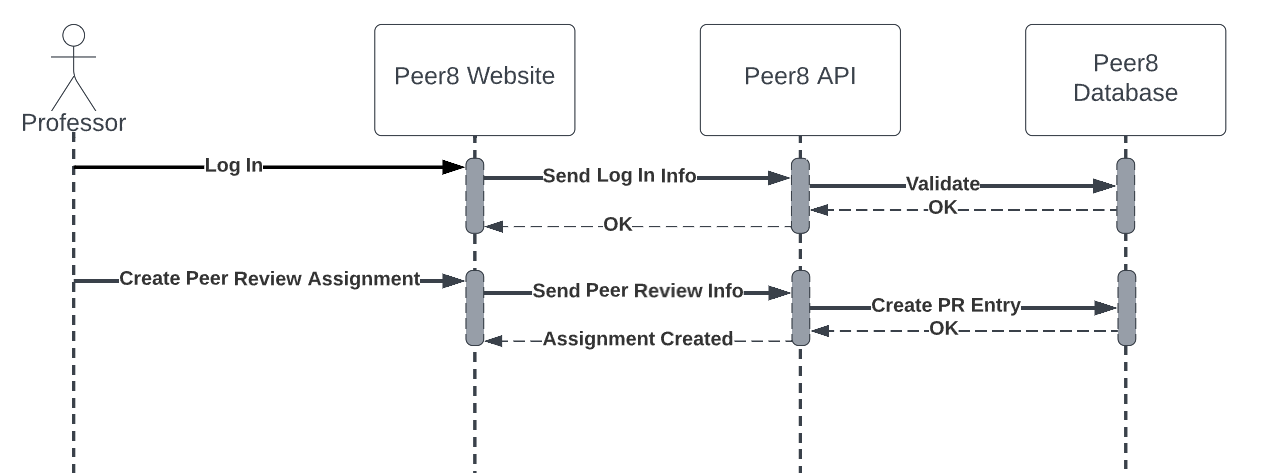 Professor
Peer8 Website
Peer8 API
Peer8
Database
Log In
Send Log In Info
Validate
OK
OK
Create Peer Review Assignment
Send Peer Review Info
Create PR Entry
OK
Assignment Created